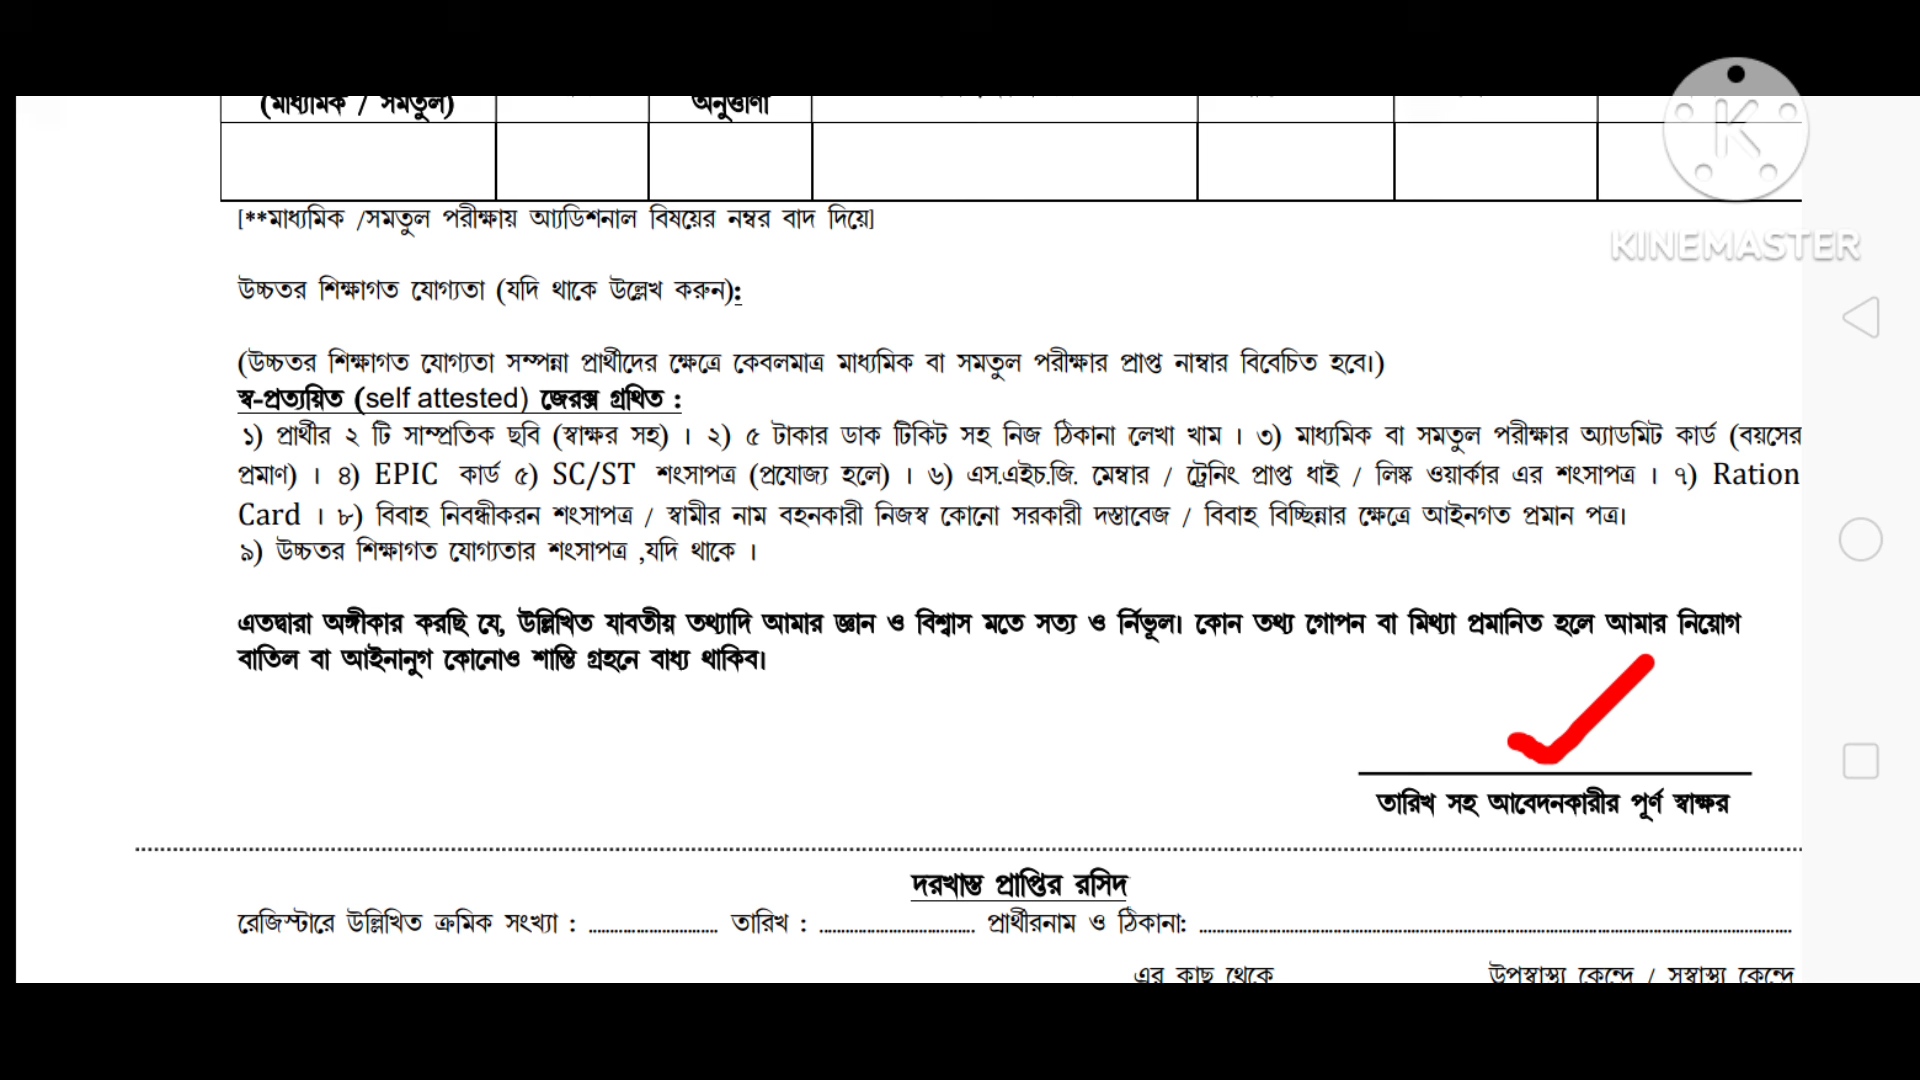 (মাধ্যমিক / সমতুল) অনুত্তীর্ণা
[**মাধ্যমিক /সমতুল পরীক্ষায় অ্যাডিশনাল বিষয়ের নম্বর বাদ দিয়ে]
KINEMASTER
উচ্চতর শিক্ষাগত যোগ্যতা (যদি থাকে উল্লেখ করুন):
(উচ্চতর শিক্ষাগত যোগ্যতা সম্পন্না প্রার্থীদের ক্ষেত্রে কেবলমাত্র মাধ্যমিক বা সমতুল পরীক্ষার প্রাপ্ত নাম্বার বিবেচিত হবে।)
স্ব-প্রত্যয়িত (self attested) জেরক্স গ্রথিত :
১) প্রার্থীর ২ টি সাম্প্রতিক ছবি (স্বাক্ষর সহ) । ২) ৫ টাকার ডাক টিকিট সহ নিজ ঠিকানা লেখা খাম । ৩) মাধ্যমিক বা সমতুল পরীক্ষার অ্যাডমিট কার্ড (বয়সের
প্রমাণ) । ৪) EPIC কার্ড ৫) SC/ST শংসাপত্র (প্রযোজ্য হলে) । ৬) এস.এইচ.জি. মেম্বার / ট্রেনিং প্রাপ্ত ধাই / লিঙ্ক ওয়ার্কার এর শংসাপত্র । ৭) Ration
Card । ৮) বিবাহ নিবন্ধীকরন শংসাপত্র / স্বামীর নাম বহনকারী নিজস্ব কোনো সরকারী দস্তাবেজ / বিবাহ বিচ্ছিন্নার ক্ষেত্রে আইনগত প্রমান পত্র।
৯) উচ্চতর শিক্ষাগত যোগ্যতার শংসাপত্র ,যদি থাকে ।
এতদ্বারা অঙ্গীকার করছি যে, উল্লিখিত যাবতীয় তথ্যাদি আমার জ্ঞান ও বিশ্বাস মতে সত্য ও র্নিভূল। কোন তথ্য গোপন বা মিথ্যা প্রমানিত হলে আমার নিয়োগ
বাতিল বা আইনানুগ কোনোও শাস্তি গ্রহনে বাধ্য থাকিব।
তারিখ সহ আবেদনকারীর পূর্ণ স্বাক্ষর
দরখাস্ত প্রাপ্তির রসিদ
রেজিস্টারে উল্লিখিত ক্রমিক সংখ্যা : ............................ তারিখ : .................................. প্রার্থীরনাম ও ঠিকানা: ....................................................................................
এর কাছ থেকে উপস্বাস্থ্য কেন্দ্রে / সুস্বাস্থ্য কেন্দ্রে